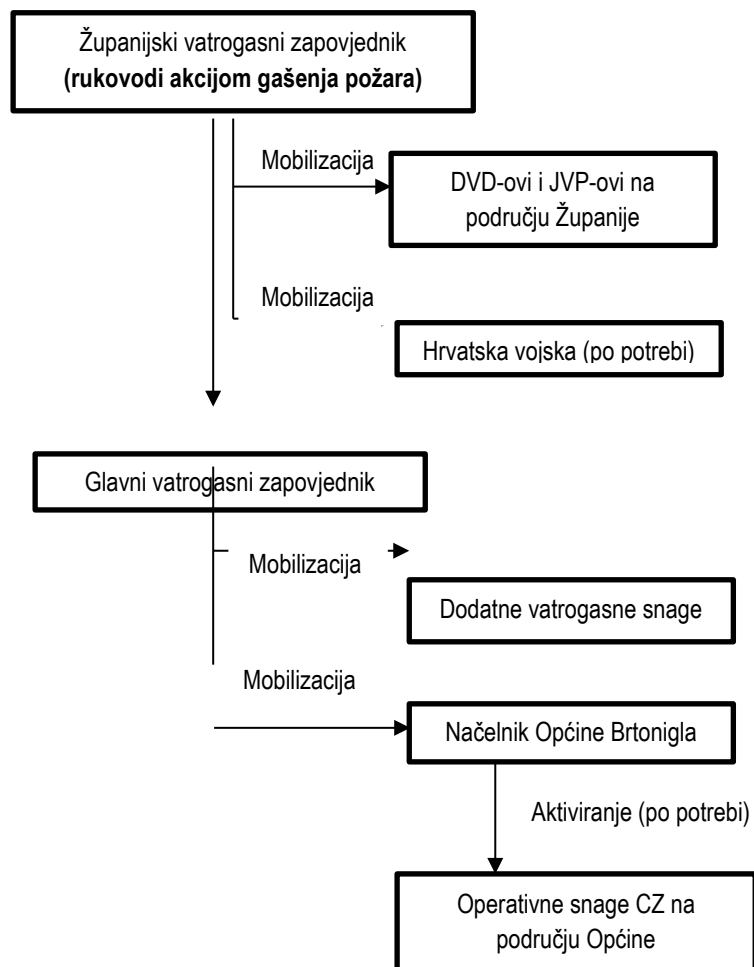 Županijski vatrogasni zapovjednik
(rukovodi akcijom gašenja požara)
Mobilizacija
DVD-ovi i JVP-ovi na
području Županije
Mobilizacija
Hrvatska vojska (po potrebi)
Glavni vatrogasni zapovjednik
Mobilizacija
Dodatne vatrogasne snage
Mobilizacija
Načelnik Općine Brtonigla
Aktiviranje (po potrebi)
Operativne snage CZ na
području Općine